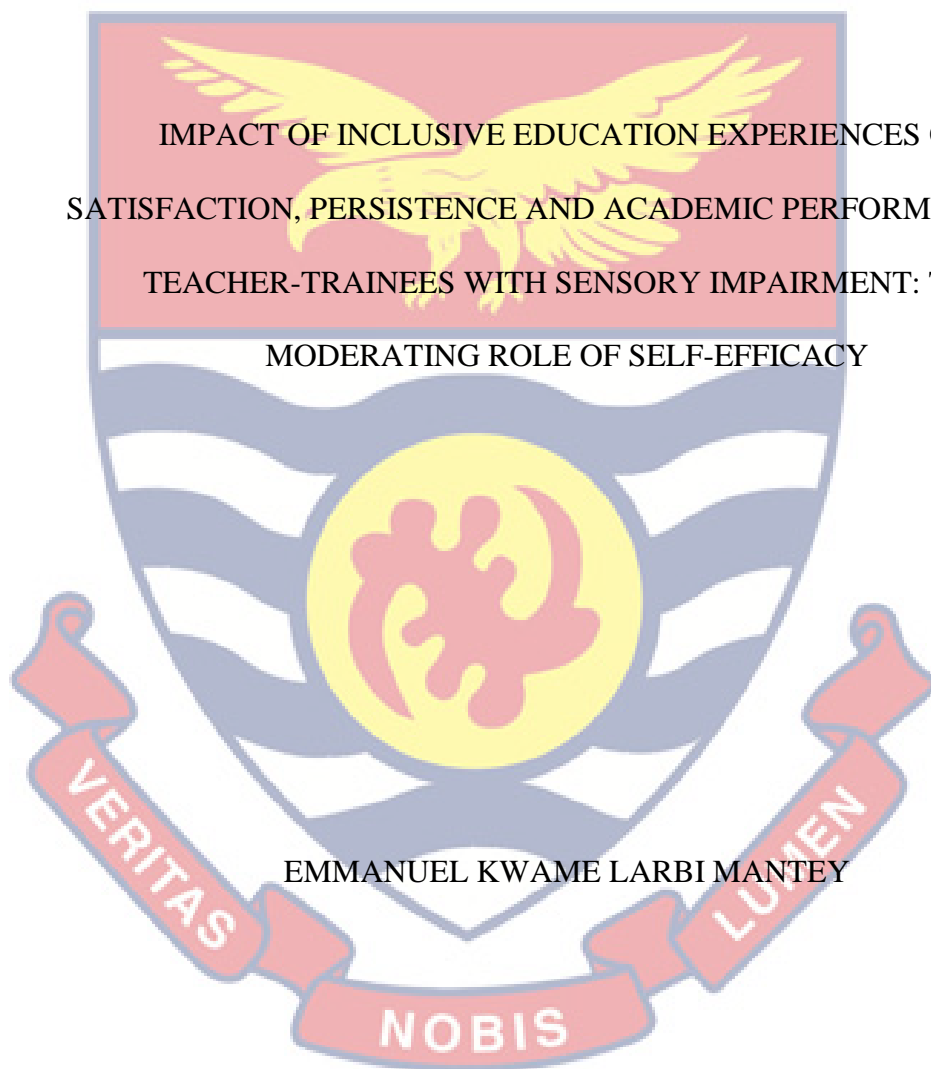 IMPACT OF INCLUSIVE EDUCATION EXPERIENCES
SATISFACTION, PERSISTENCE AND ACADEMIC
TEACHER-TRAINEES WITH SENSORY IMPAIRMENT:
MODERATING ROLE OF SELF-EFFICACY
EMMANUEL KWAME LARBI MANTEY
VERITAS
NOBIS
LUMEN